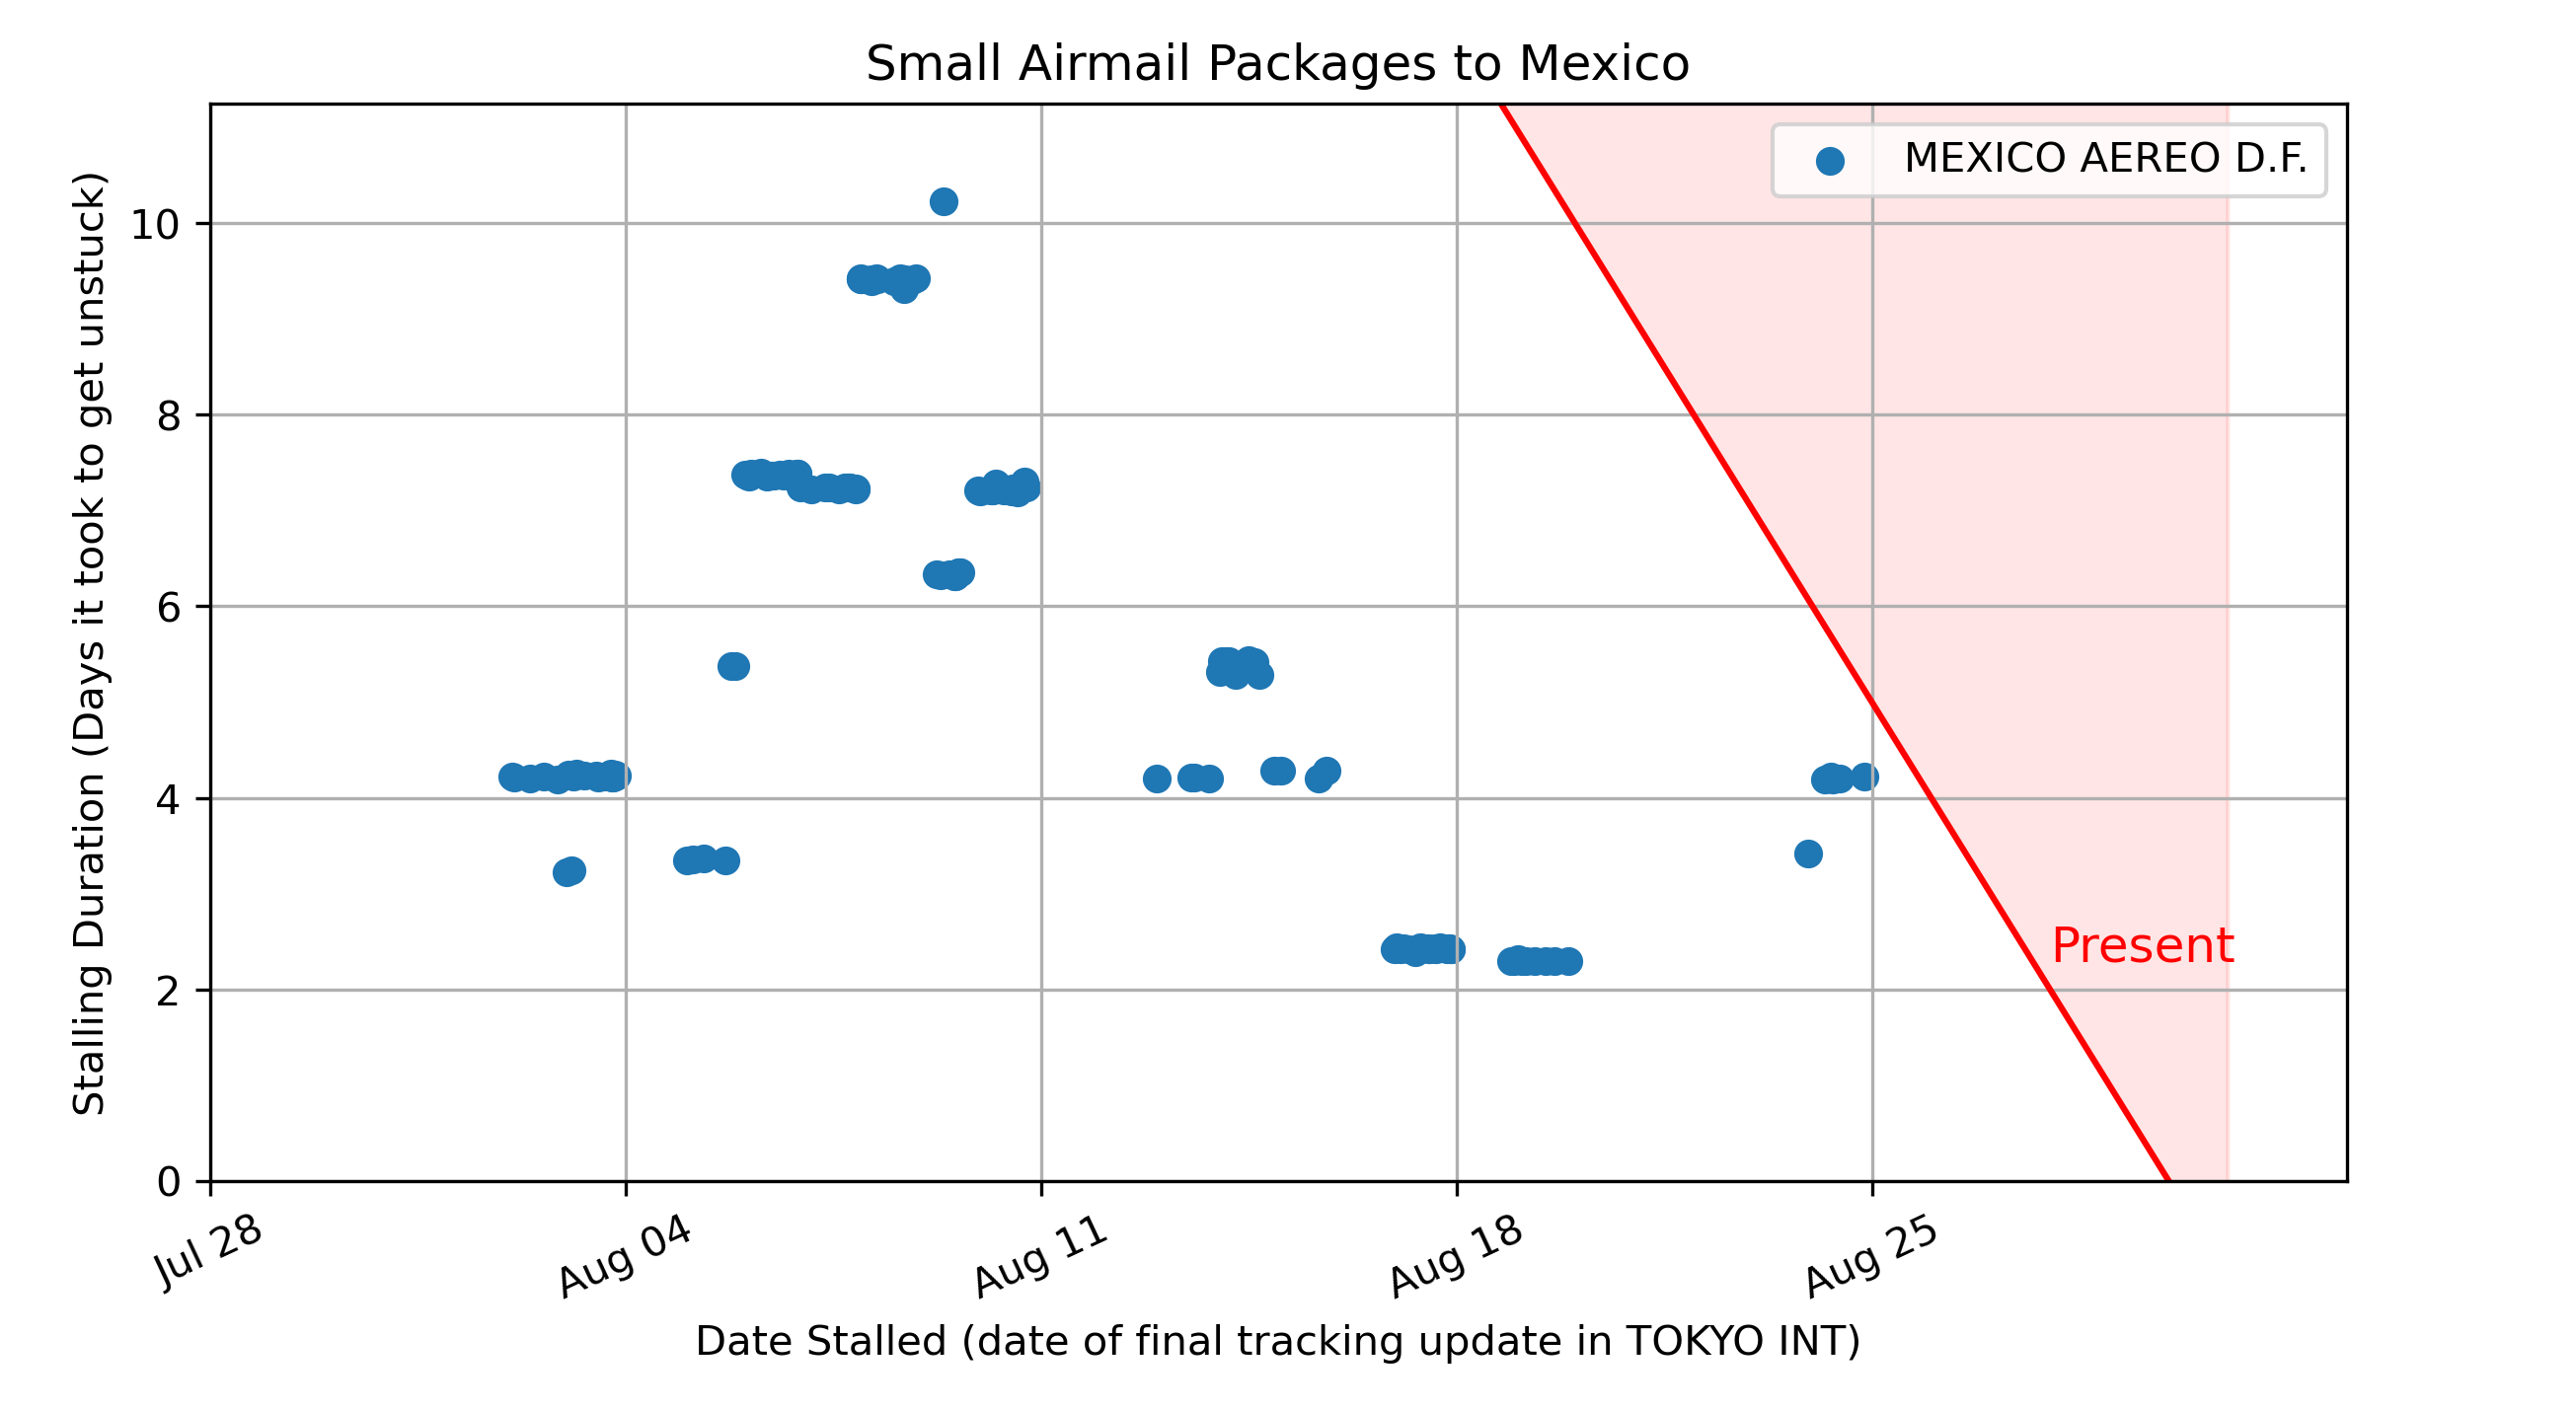 Small Airmail Packages to Mexico
MEXICO AEREO D.F.
Stalling Duration (Days it took to get unstuck)
10
8
6
4
2
0
Present
Jul 28
Aug 04
Aug 11
Aug 18
Aug 25
Date Stalled (date of final tracking update in TOKYO INT)